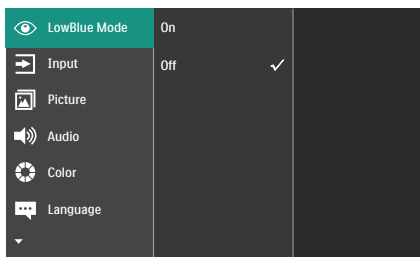 LowBlue Mode
On
Input
Off
Picture
Audio
Color
Language